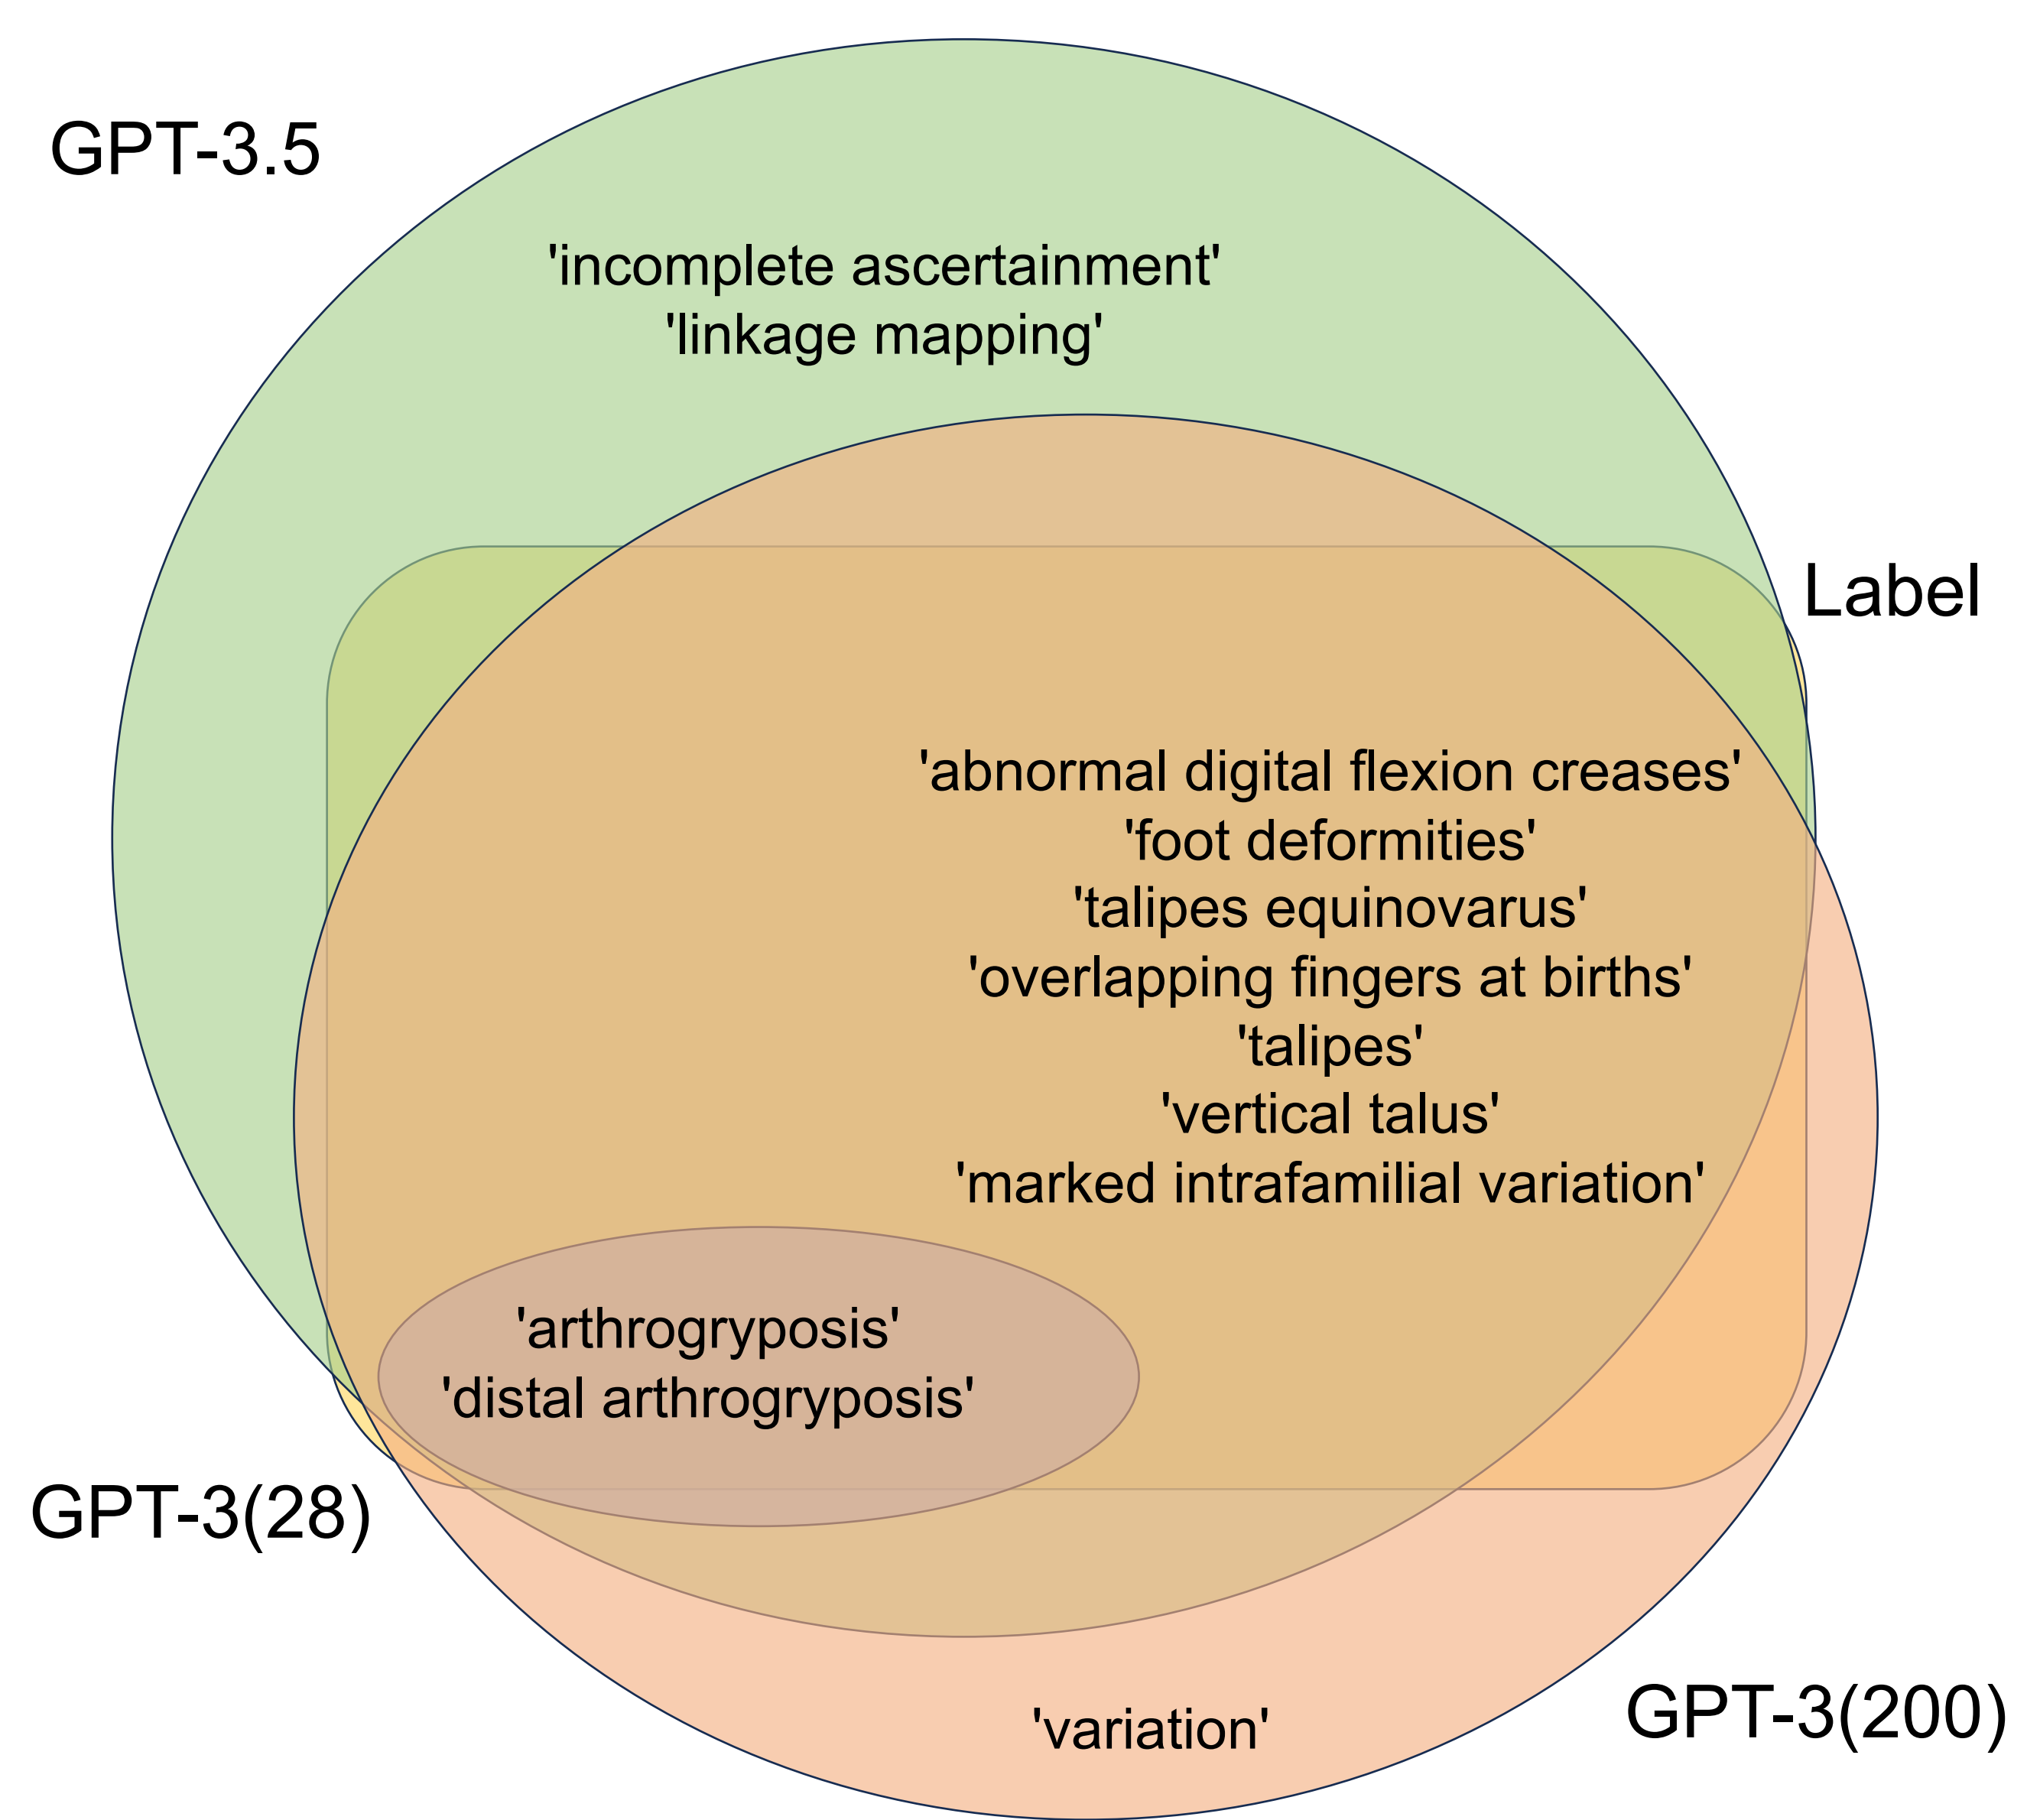 GPT-3.5
'incomplete ascertainment'
'linkage mapping'
Label
'abnormal digital flexion creases'
'foot deformities'
'talipes equinovarus'
'overlapping fingers at births'
'talipes'
'vertical talus'
'marked intrafamilial variation'
'arthrogryposis'
'distal arthrogryposis'
GPT-3(28)
GPT-3(200)
'variation'